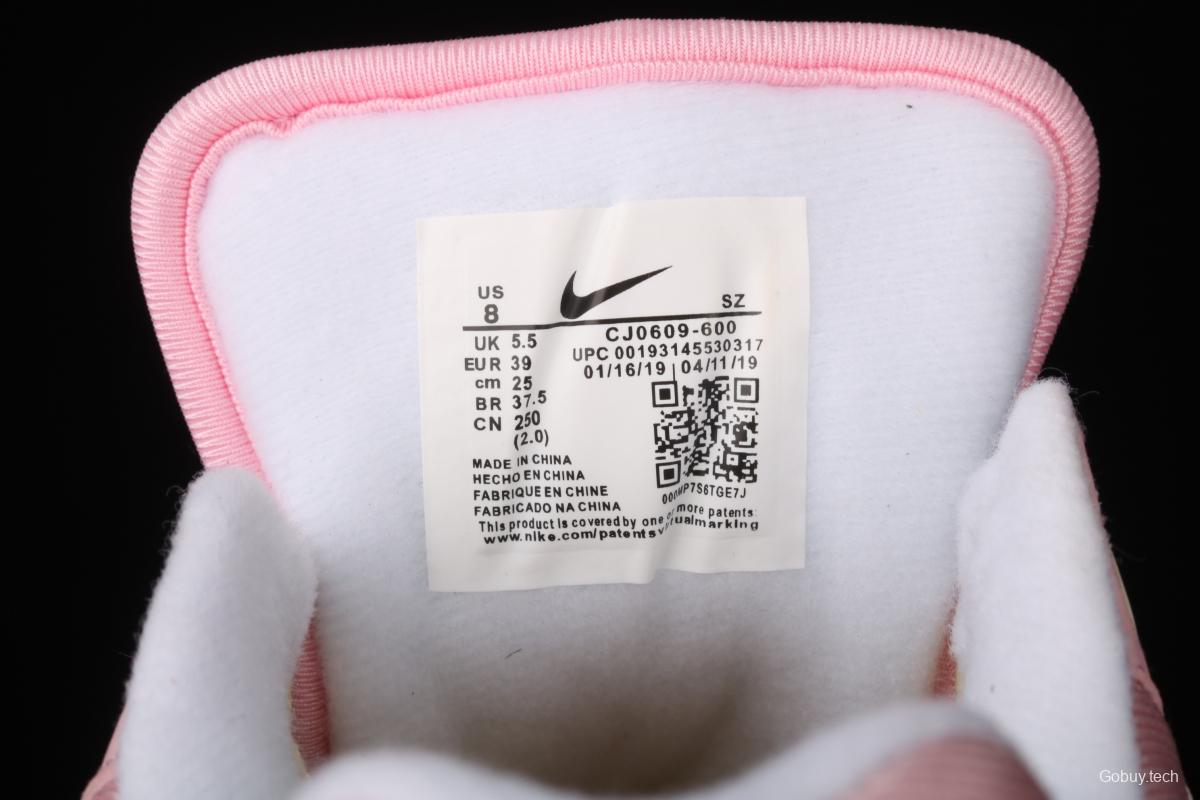 US
8
SZ
UK 5.5
EUR 39
cm 25
BR 37.5
CN 250
(2.0)
CJ0609-600
UPC 00193145530317
01/16/19 04/11/19
MADE IN CHINA
HECHO EN CHINA
FABRIQUE EN CHINE
FABRICADO NA CHINA
P7S6TGE7J
This product is covered by one or more patents:
www.nike.com/patents
Gobuy.tech